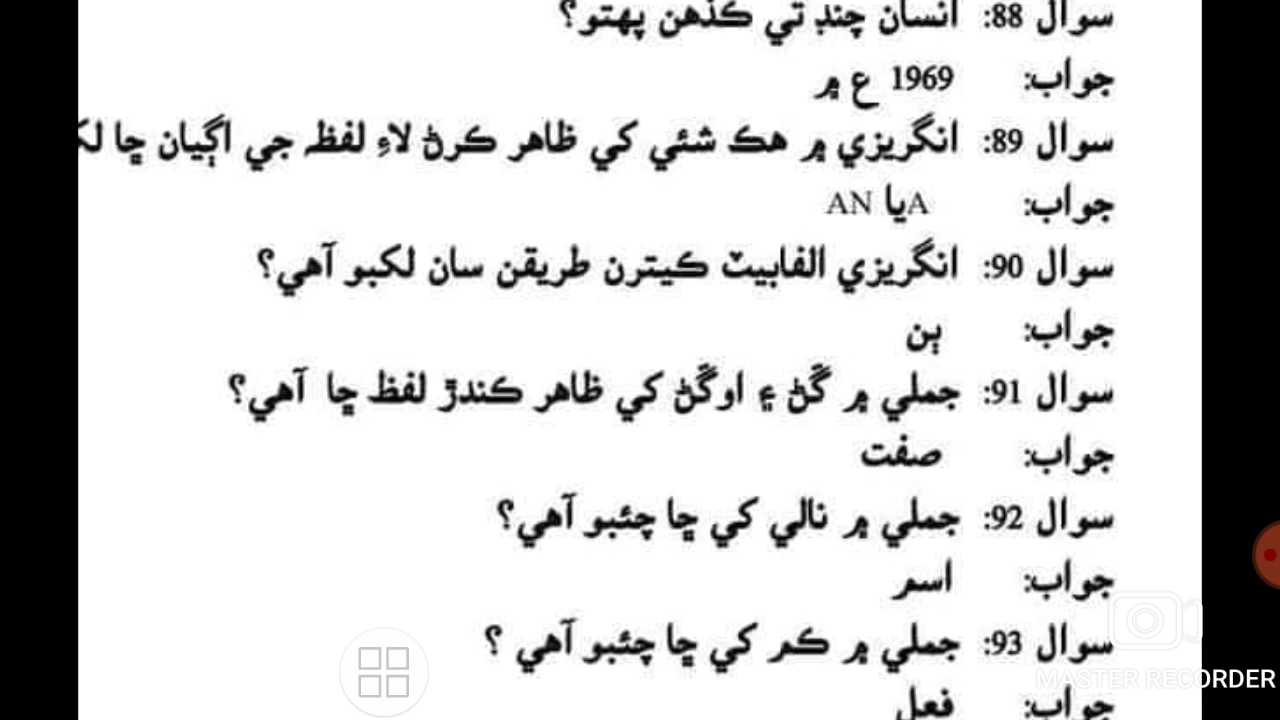 سوال 88: انسان چنڊ تي ڪڏهن پهتو؟
جواب: 1969 ع ۾
سوال 89: انگريزي ۾ هڪ شئي کي ظاهر ڪرڻ لاءِ لفظ جي اڳيان ڇا
جواب: A يا AN
سوال 90: انگريزي الفابيٽ ڪيترن طريقن سان لکبو آهي؟
جواب: ٻن
سوال 91: جملي ۾ گُڻ ۽ اوگُڻ کي ظاهر ڪندڙ لفظ ڇا آهي؟
جواب: صفت
سوال 92: جملي ۾ نالي کي ڇا چئبو آهي؟
جواب: اسم
سوال 93: جملي ۾ ڪم کي ڇا چئبو آهي ؟
جواب: فعل
MASTER RECORDER